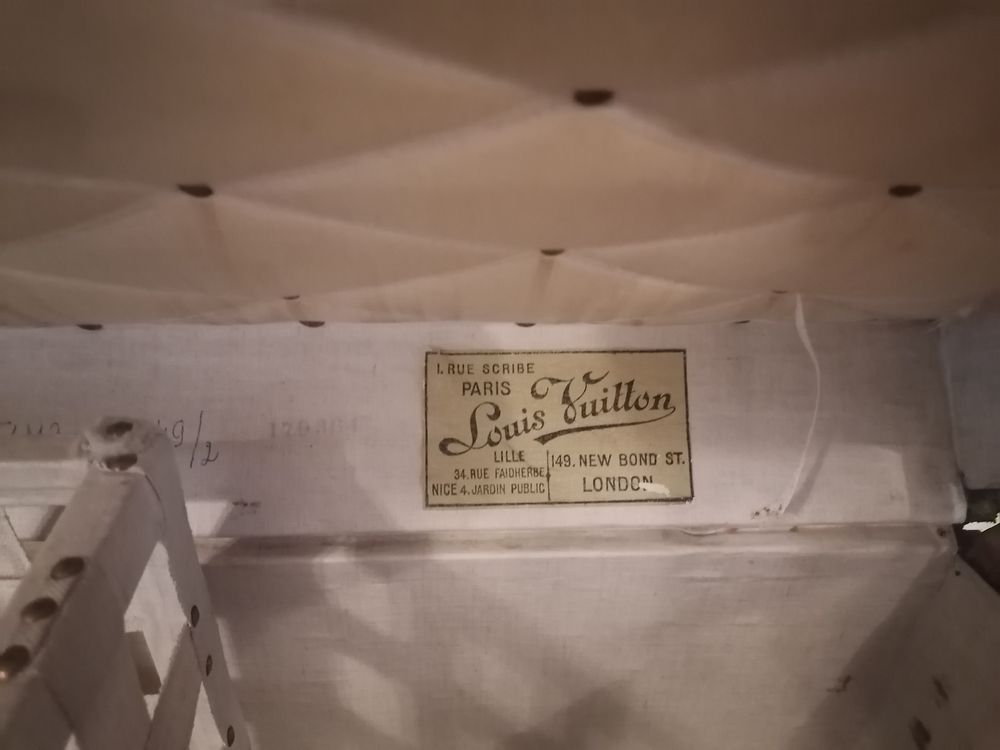 1. RUE SCRIBE
PARIS
Louis Vuitton
LILLE
34. RUE FAIDHERBE
NICE 4. JARDIN PUBLIC
149. NEW BOND ST.
LONDON